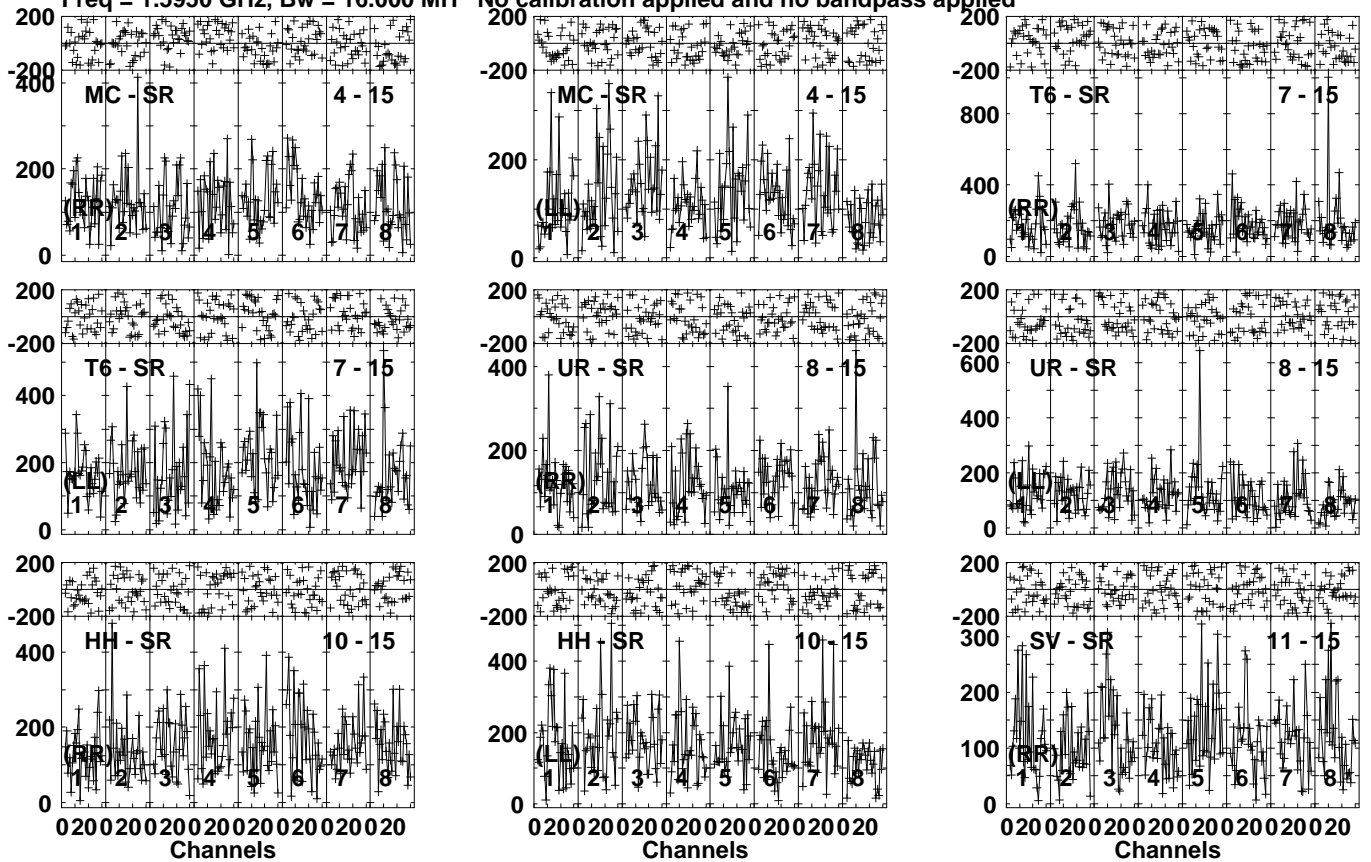 Freq = 1.5950 GHz, Bw = 16.000 MH No calibration applied and no bandpass applied
200 200 200
-200 -200 -200
400
MC - SR 4 - 15 MC - SR 4 - 15 T6 - SR 7 - 15
800
200 200 400
(RR) (LL) (RR)
1 2 3 4 5 6 7 8 1 2 3 4 5 6 7 8 1 2 3 4 5 6 7 8
0 0 0
200 200 200
-200 -200 -200
T6 - SR 7 - 15 UR - SR 8 - 15 UR - SR 8 - 15
400 400 600
400
200 200 200
(LL) (RR) (LL)
1 2 3 4 5 6 7 8 1 2 3 4 5 6 7 8 1 2 3 4 5 6 7 8
0 0 0
200 200 200
-200 -200 -200
HH - SR 10 - 15 HH - SR 10 - 15 SV - SR 11 - 15
400 400 300
200 200 200
100
(RR) (LL) (RR)
1 2 3 4 5 6 7 8 1 2 3 4 5 6 7 8 1 2 3 4 5 6 7 8
0 0 0
0 20 0 20 0 20 0 20 0 20 0 20 0 20 0 20 0 20 0 20 0 20 0 20 0 20 0 20 0 20 0 20 0 20 0 20 0 20 0 20 0 20 0 20 0 20 0 20
Channels Channels Channels